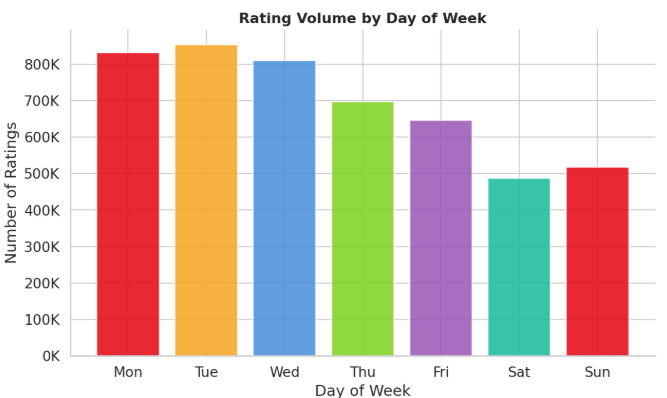 Rating Volume by Day of Week
Number of Ratings
800K
700K
600K
500K
400K
300K
200K
100K
0K
Mon Tue Wed Thu Fri Sat Sun
Day of Week